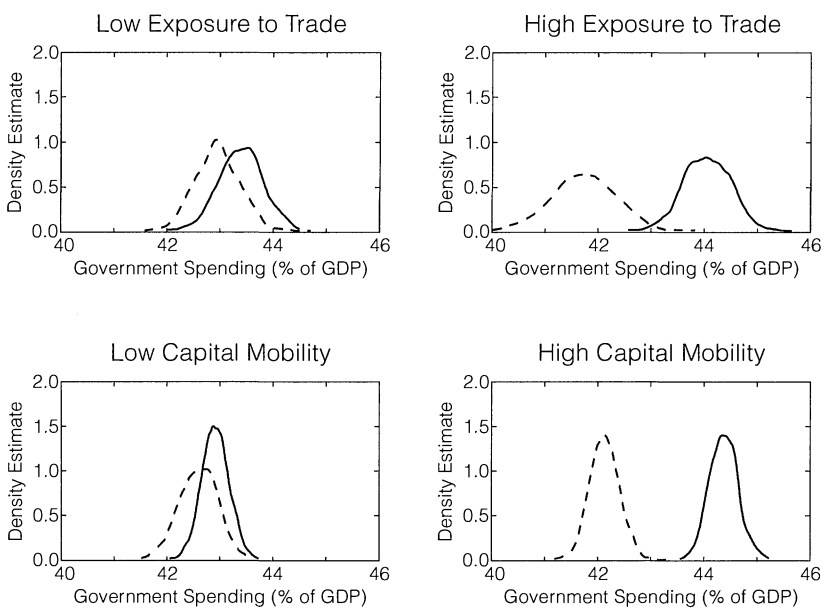 Low Exposure to Trade
Density Estimate
2.0
1.5
1.0
0.5
0.0
40 42 44 46
Government Spending (% of GDP)
High Exposure to Trade
Density Estimate
2.0
1.5
1.0
0.5
0.0
40 42 44 46
Government Spending (% of GDP)
Low Capital Mobility
Density Estimate
2.0
1.5
1.0
0.5
0.0
40 42 44 46
Government Spending (% of GDP)
High Capital Mobility
Density Estimate
2.0
1.5
1.0
0.5
0.0
40 42 44 46
Government Spending (% of GDP)